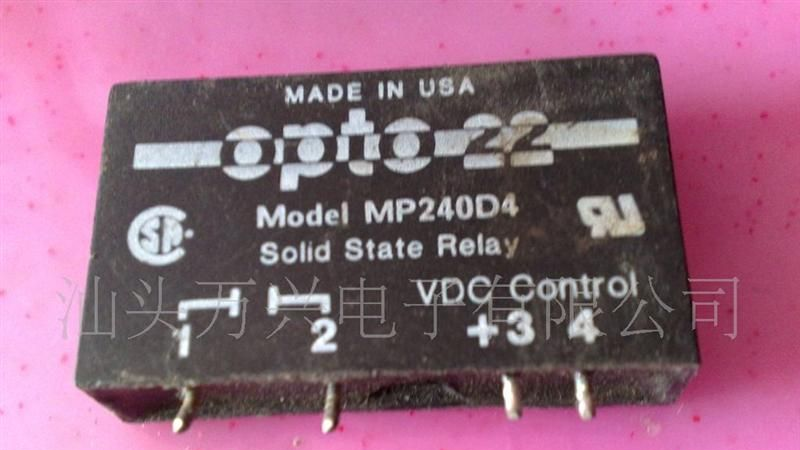 MADE IN USA
opto 22
Model MP240D4
Solid State Relay
VDC Control
1 2 +3 4
汕头万兴电子有限公司